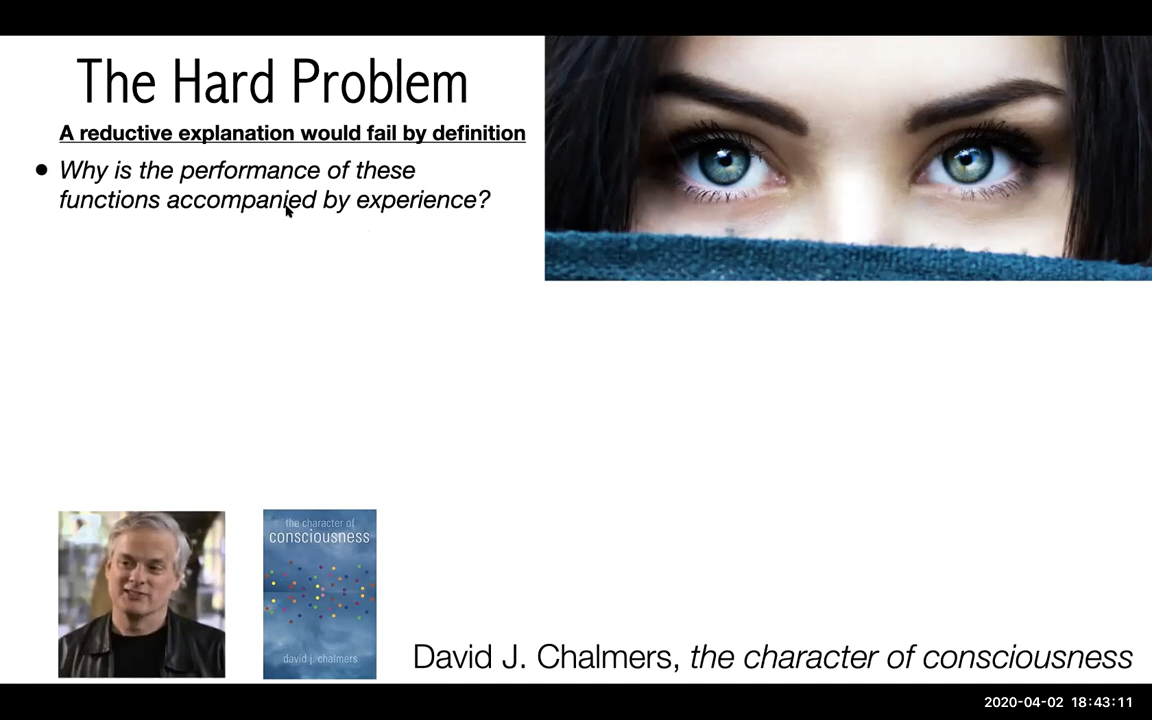 The Hard Problem
A reductive explanation would fail by definition
Why is the performance of these
functions accompanied by experience?
the character of
consciousness
david j. chalmers
David J. Chalmers, the character of consciousness
2020-04-02 18:43:11